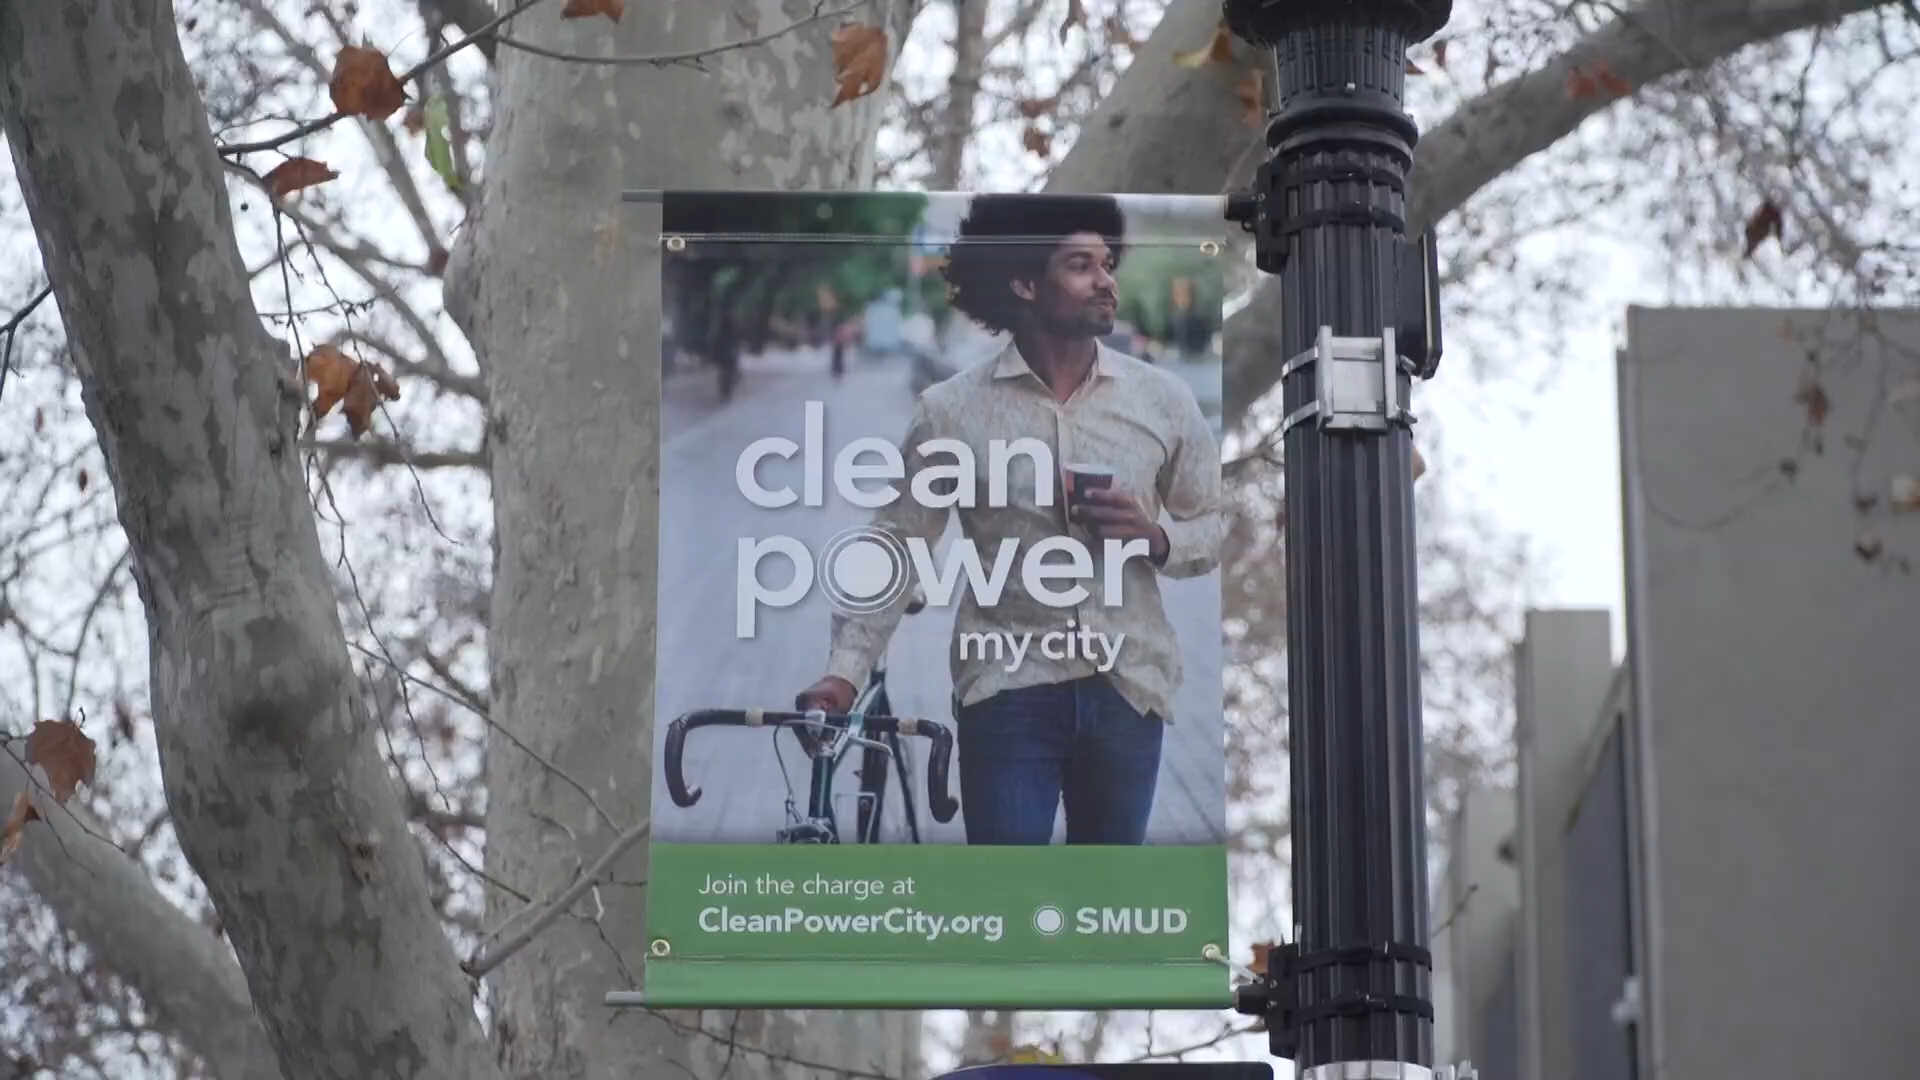 clean
power
my city
Join the charge at
CleanPowerCity.org
SMUD